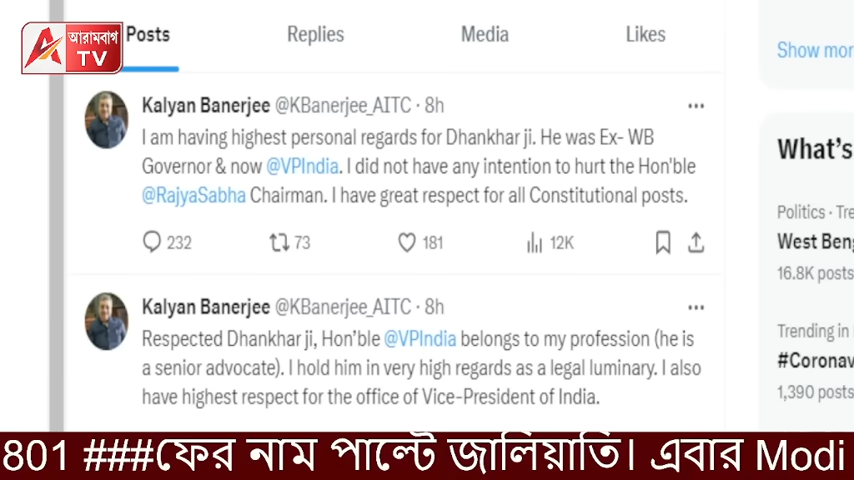 আরামবাগ
TV
Posts
Replies
Media
Likes
Show mor
Kalyan Banerjee @KBanerjee_AITC · 8h
I am having highest personal regards for Dhankhar ji. He was Ex- WB
Governor & now @VPIndia. I did not have any intention to hurt the Hon'ble
@RajyaSabha Chairman. I have great respect for all Constitutional posts.
232 73 181 12K
Kalyan Banerjee @KBanerjee_AITC · 8h
Respected Dhankhar ji, Hon’ble @VPIndia belongs to my profession (he is
a senior advocate). I hold him in very high regards as a legal luminary. I also
have highest respect for the office of Vice-President of India.
What’s
Politics · Tre
West Beng
16.8K posts
Trending in
#Coronav
1,390 posts
801 ###ফের নাম পাল্টে জালিয়াতি। এবার Modi